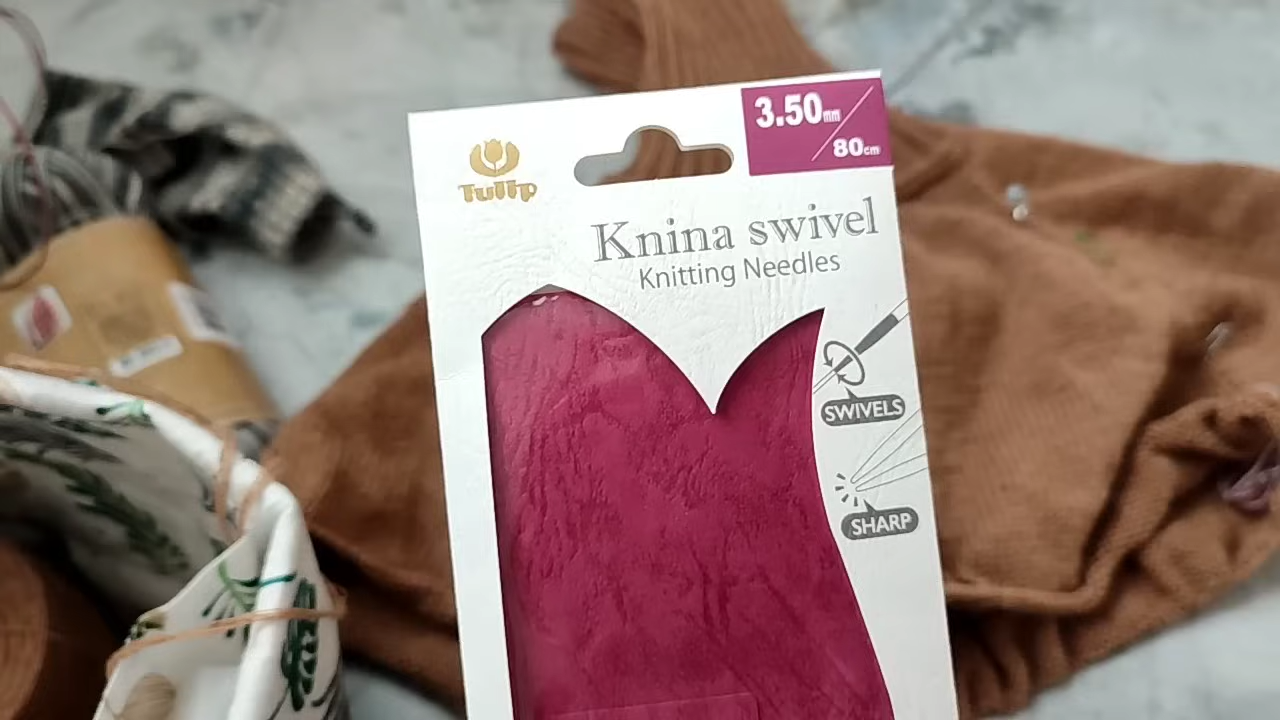 3.50mm
80cm
Tulip
Knina swivel
Knitting Needles
SWIVELS
SHARP